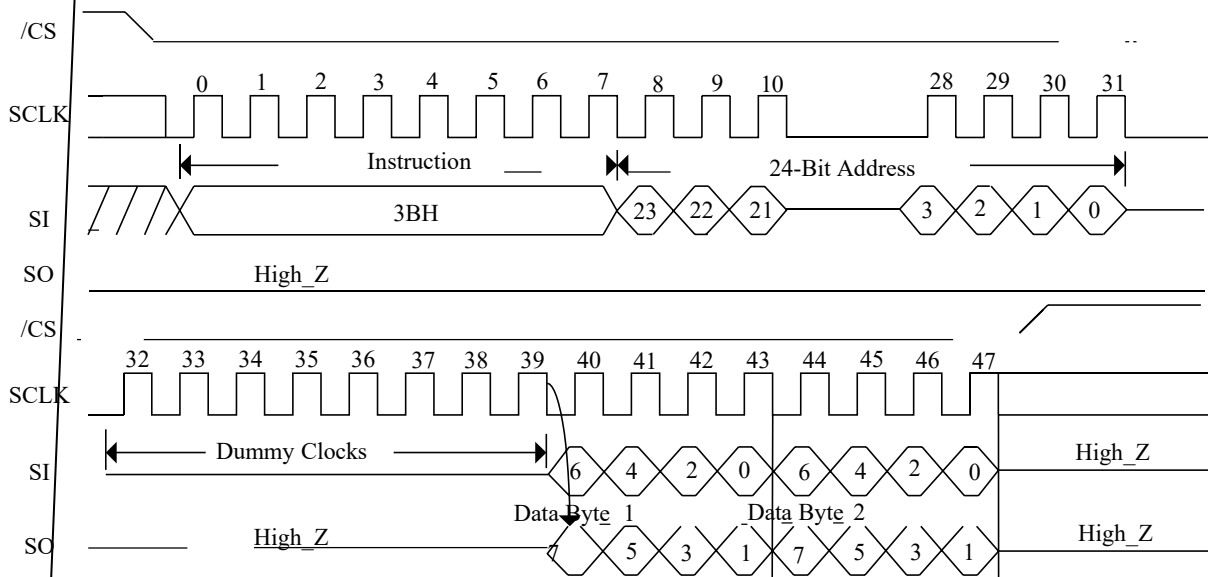 /CS
0 1 2 3 4 5 6 7 8 9 10 28 29 30 31
SCLK
Instruction 24-Bit Address
SI 3BH 23 22 21 3 2 1 0
SO High_Z
/CS
32 33 34 35 36 37 38 39 40 41 42 43 44 45 46 47
SCLK
Dummy Clocks
SI 6 4 2 0 6 4 2 0 High_Z
Data Byte 1 Data Byte 2
SO High_Z 7 5 3 1 7 5 3 1 High_Z